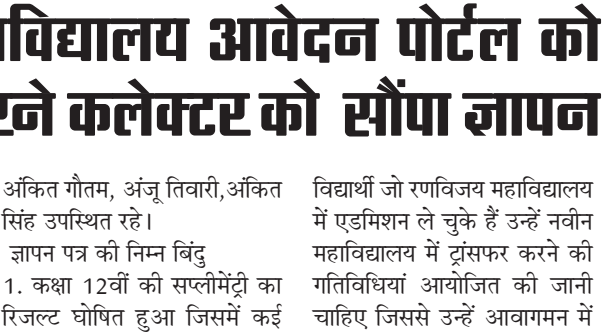 विद्यालय आवेदन पोर्टल को
रने कलेक्टर को सौंपा ज्ञापन
अंकित गौतम, अंजू तिवारी,अंकित
सिंह उपस्थित रहे।
ज्ञापन पत्र की निम्न बिंदु
1. कक्षा 12वीं की सप्लीमेंट्री का
रिजल्ट घोषित हुआ जिसमें कई
विद्यार्थी जो रणविजय महाविद्यालय
में एडमिशन ले चुके हैं उन्हें नवीन
महाविद्यालय में ट्रांसफर करने की
गतिविधियां आयोजित की जानी
चाहिए जिससे उन्हें आवागमन में